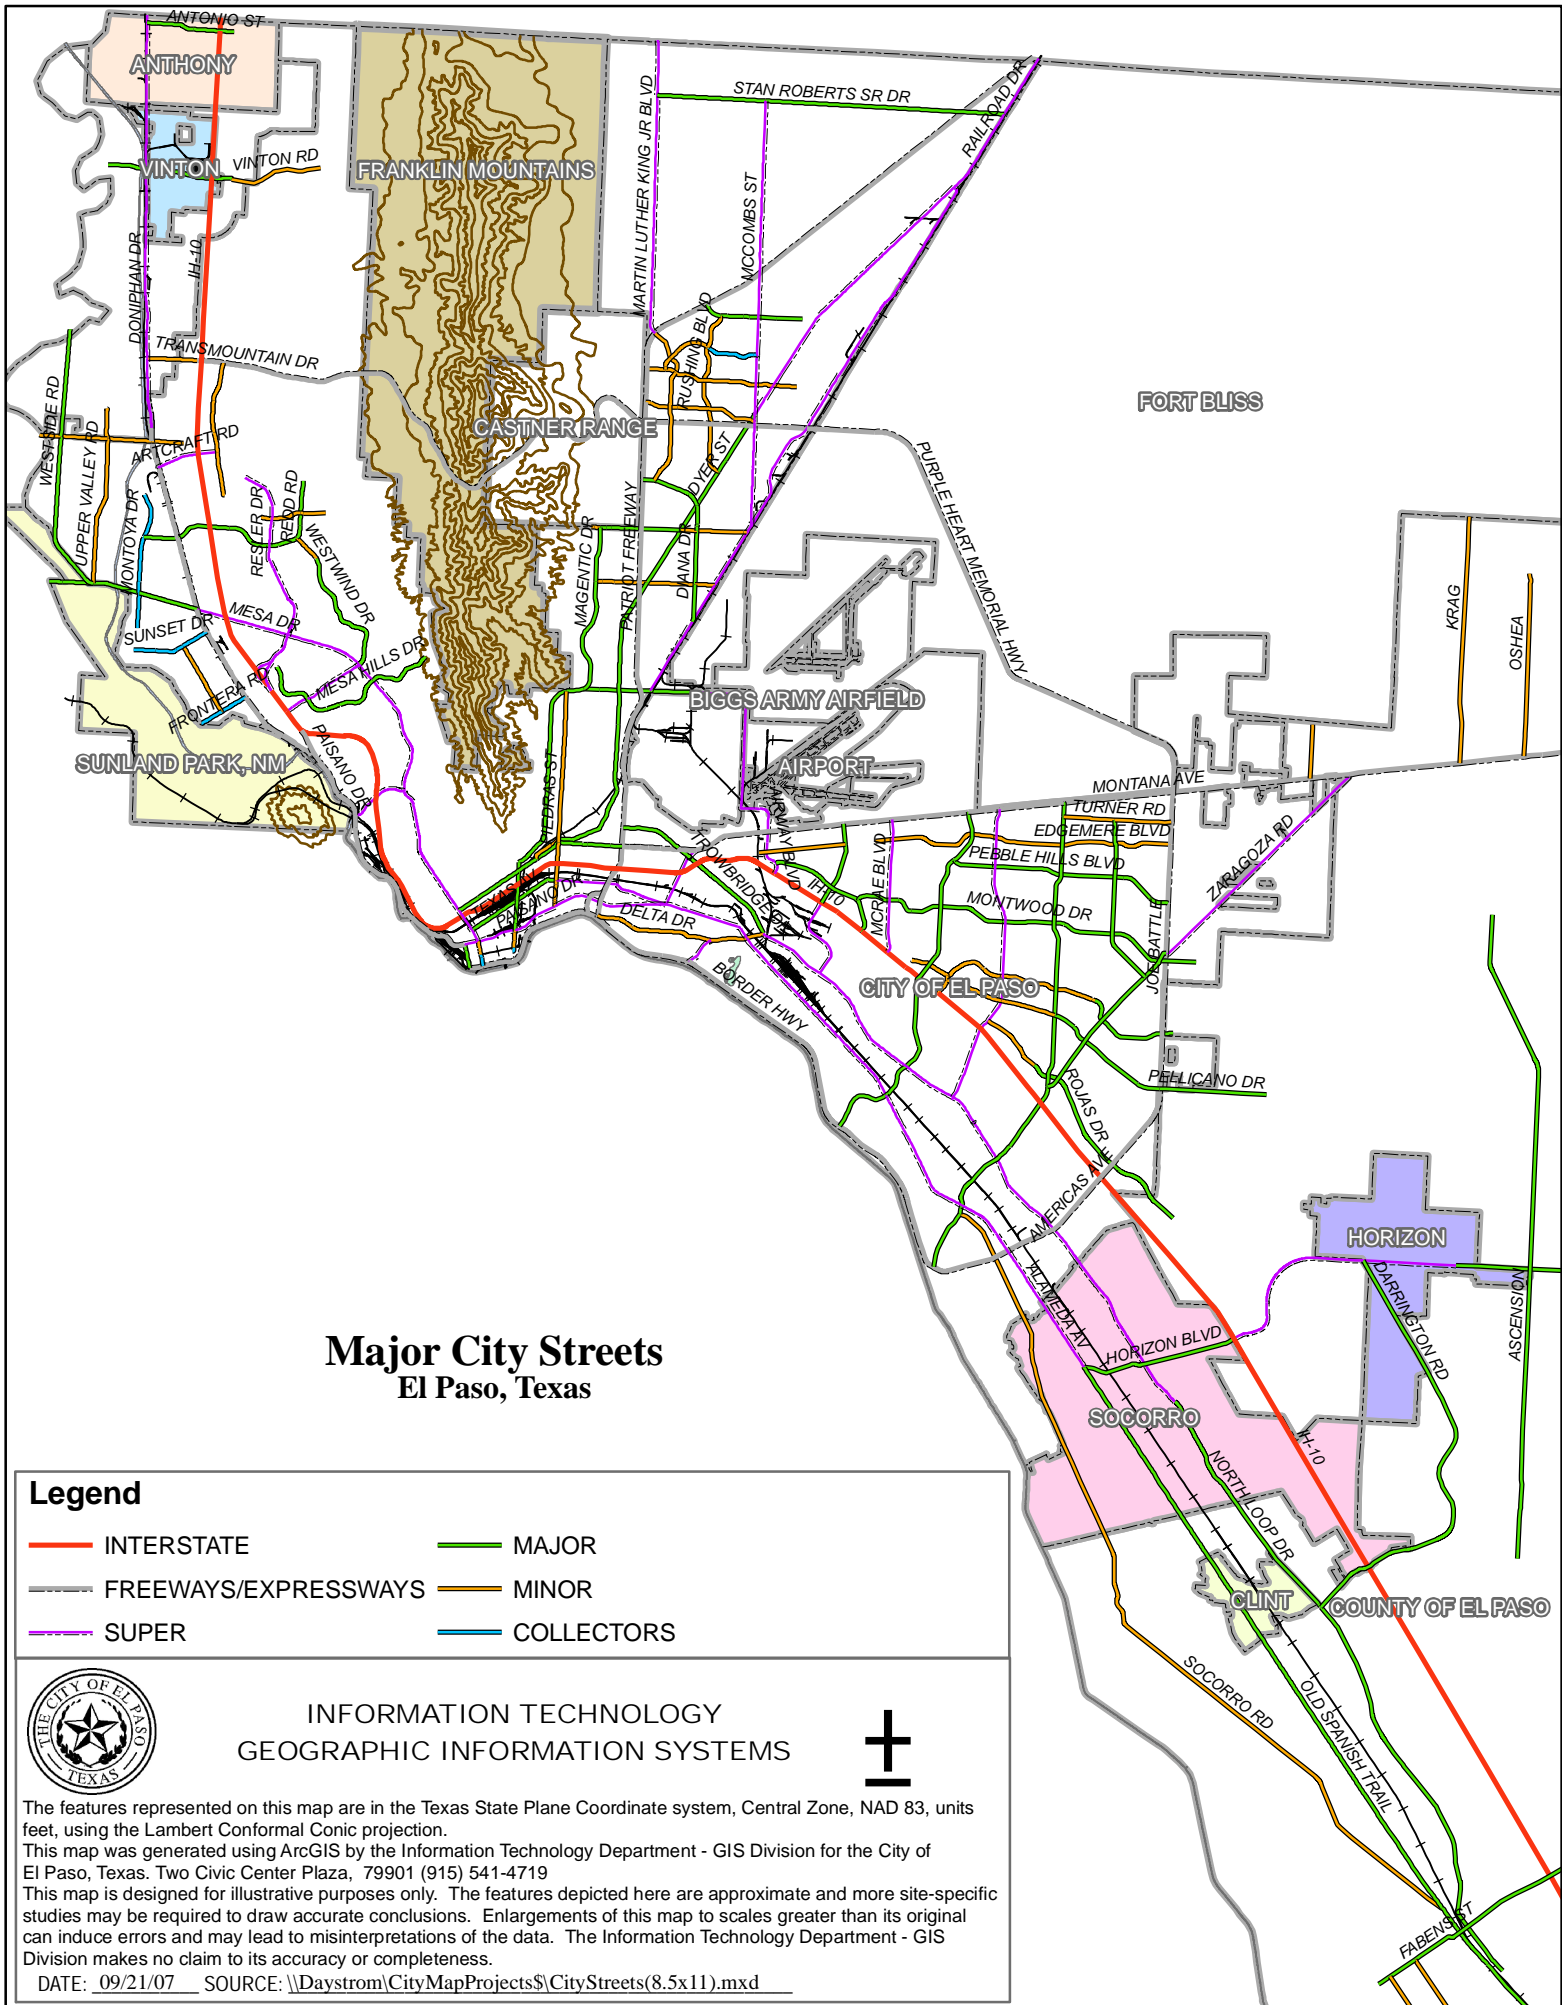 ANTONIO ST
ANTHONY
STAN ROBERTS SR DR
RAILROAD DR
MARTIN LUTHER KING JR BLVD
MCCOMBS ST
VINTON
VINTON RD
FRANKLIN MOUNTAINS
DONIPHAN DR
IH-10
TRANSMOUNTAIN DR
RUSHING BLVD
FORT BLISS
WESTSIDE RD
UPPER VALLEY RD
ARTCRAFT RD
CASTNER RANGE
DYER ST
PURPLE HEART MEMORIAL HWY
MONTOYA DR
RESLER DR
REDD RD
WESTWIND DR
MAGENTIC DR
PATRIOT FREEWAY
DIANA DR
KRAG
OSHEA
SUNSET DR
MESA DR
MESA HILLS DR
FRONTERA RD
BIGGS ARMY AIRFIELD
PAISANO DR
SUNLAND PARK, NM
AIRPORT
MONTANA AVE
TURNER RD
EDGEMERE BLVD
PIEDRAS ST
AIRWAY BLVD
TROWBRIDGE DR
PEBBLE HILLS BLVD
ZARAGOZA RD
TEXAS AV
PAISANO DR
IH-10
MCRAE BLVD
MONTWOOD DR
DELTA DR
JOE BATTLE
BORDER HWY
CITY OF EL PASO
ROJAS DR
PELLICANO DR
AMERICAS AVE
HORIZON
ALAMEDA AV
DARRINGTON RD
ASCENSION
HORIZON BLVD
Major City Streets
El Paso, Texas
SOCORRO
IH-10
NORTH LOOP DR
CLINT
COUNTY OF EL PASO
SOCORRO RD
OLD SPANISH TRAIL
FABENS ST
Legend
INTERSTATE
MAJOR
FREEWAYS/EXPRESSWAYS
MINOR
SUPER
COLLECTORS
THE CITY OF EL PASO
TEXAS
INFORMATION TECHNOLOGY
GEOGRAPHIC INFORMATION SYSTEMS
The features represented on this map are in the Texas State Plane Coordinate system, Central Zone, NAD 83, units
feet, using the Lambert Conformal Conic projection.
This map was generated using ArcGIS by the Information Technology Department - GIS Division for the City of
El Paso, Texas. Two Civic Center Plaza, 79901 (915) 541-4719
This map is designed for illustrative purposes only. The features depicted here are approximate and more site-specific
studies may be required to draw accurate conclusions. Enlargements of this map to scales greater than its original
can induce errors and may lead to misinterpretations of the data. The Information Technology Department - GIS
Division makes no claim to its accuracy or completeness.
DATE: 09/21/07 SOURCE: \\Daystrom\CityMapProjects$\CityStreets(8.5x11).mxd